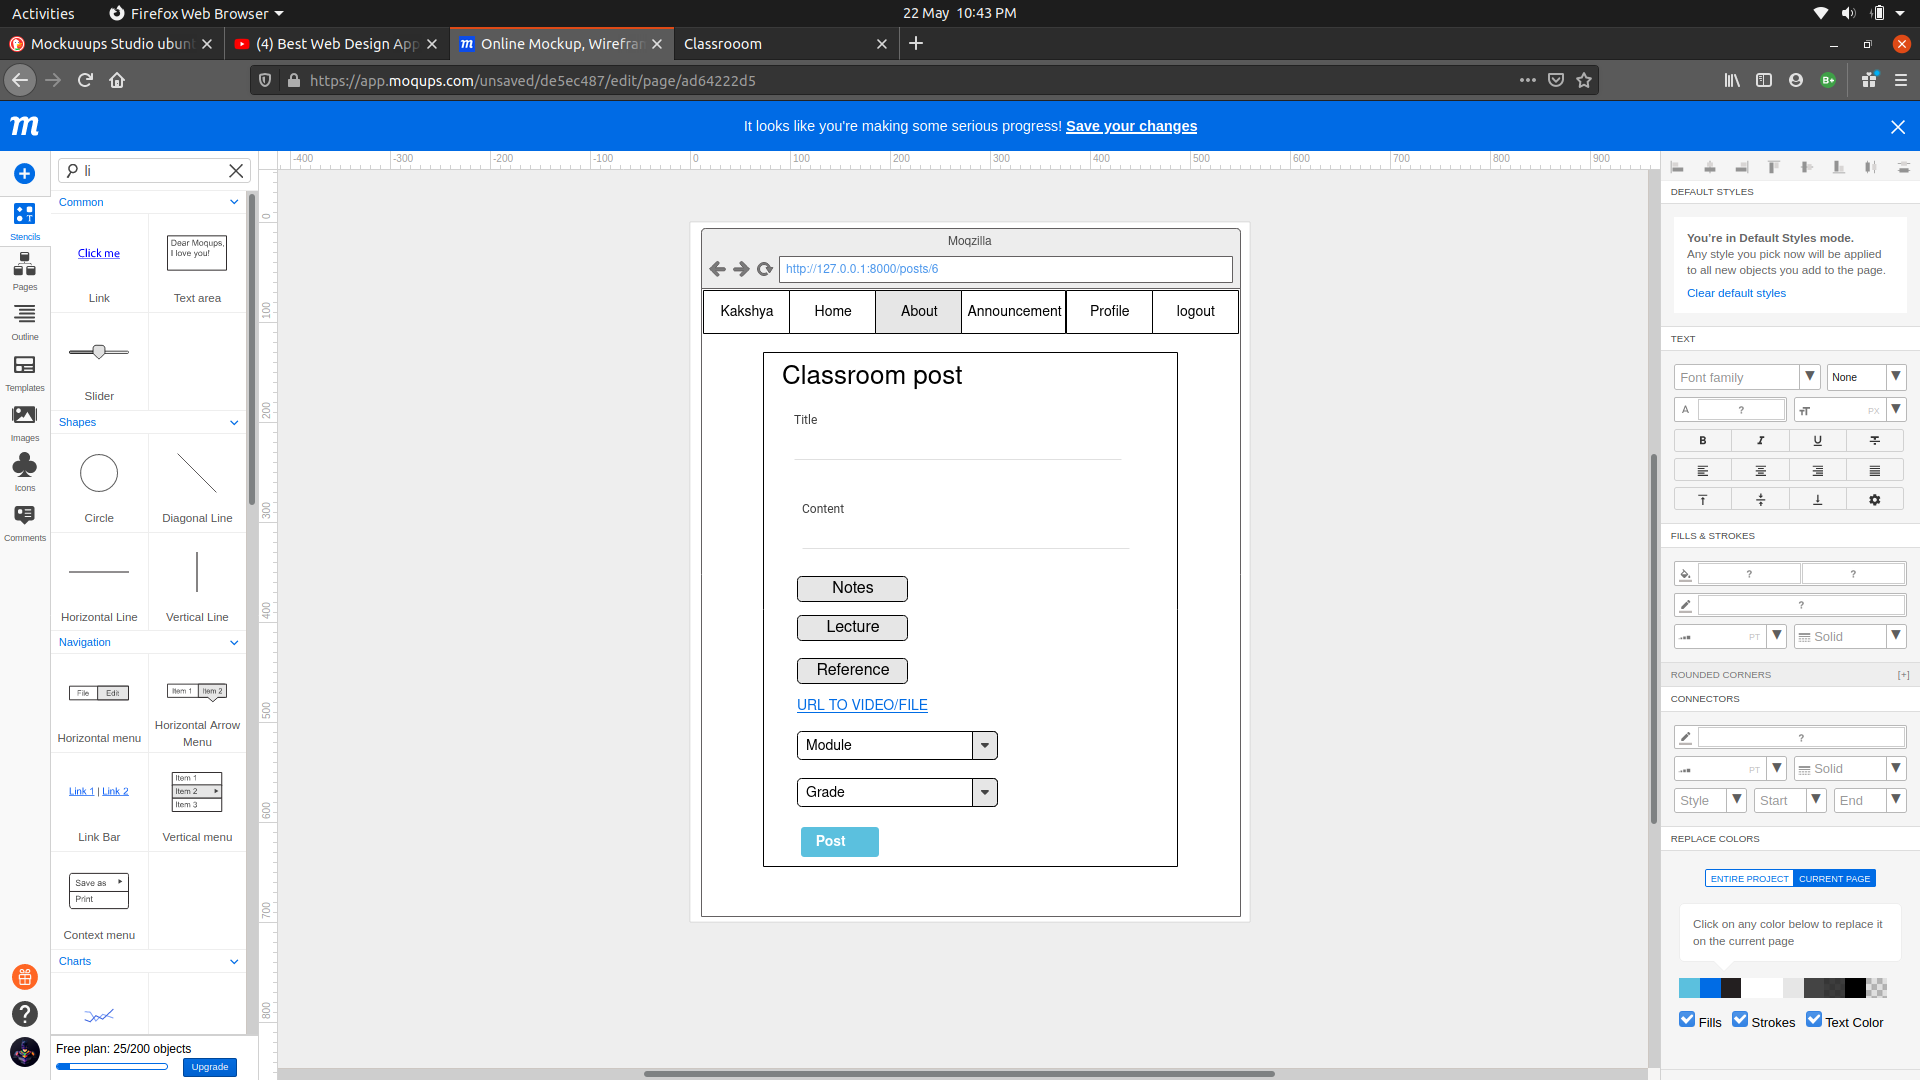 Activities
Firefox Web Browser
22 May 10:43 PM
Mockuuups Studio ubun
(4) Best Web Design App
Online Mockup, Wirefran
Classrooom
https://app.moqups.com/unsaved/de5ec487/edit/page/ad64222d5
B+
m
It looks like you're making some serious progress! Save your changes
li
-400 -300 -200 -100 0 100 200 300 400 500 600 700 800 900
0 100 200 300 400 500 600 700 800
Stencils
Pages
Outline
Templates
Images
Icons
Comments
Common
Click me
Dear Moqups,
I love you!
Link
Text area
Slider
Shapes
Circle
Diagonal Line
Horizontal Line
Vertical Line
Navigation
File Edit
Item 1 Item 2
Horizontal menu
Horizontal Arrow
Menu
Link 1 | Link 2
Item 1
Item 2
Item 3
Link Bar
Vertical menu
Save as
Print
Context menu
Charts
Free plan: 25/200 objects
Upgrade
Moqzilla
http://127.0.0.1:8000/posts/6
Kakshya Home About Announcement Profile logout
Classroom post
Title
Content
Notes
Lecture
Reference
URL TO VIDEO/FILE
Module
Grade
Post
DEFAULT STYLES
You're in Default Styles mode.
Any style you pick now will be applied
to all new objects you add to the page.
Clear default styles
TEXT
Font family
None
A ?
TT PX
B I U
FILLS & STROKES
? ?
?
PT
Solid
ROUNDED CORNERS [+]
CONNECTORS
?
PT
Solid
Style Start End
REPLACE COLORS
ENTIRE PROJECT CURRENT PAGE
Click on any color below to replace it
on the current page
Fills Strokes Text Color